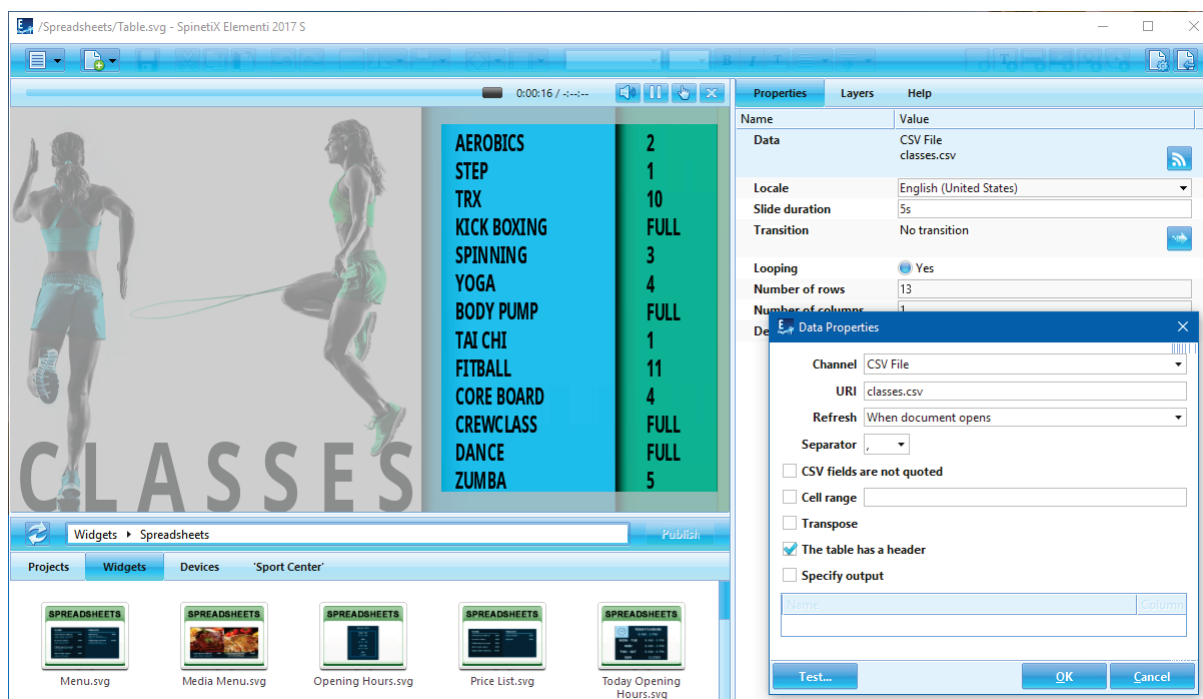 /Spreadsheets/Table.svg - SpinetiX Elementi 2017 S
B I T
0:00:16 / -:--:--
AEROBICS 2
STEP 1
TRX 10
KICK BOXING FULL
SPINNING 3
YOGA 4
BODY PUMP FULL
TAI CHI 1
FITBALL 11
CORE BOARD 4
CREWCLASS FULL
DANCE FULL
ZUMBA 5
CLASSES
Properties Layers Help
Name Value
Data CSV File
classes.csv
Locale English (United States)
Slide duration 5s
Transition No transition
Looping Yes
Number of rows 13
Number of columns 1
De
Data Properties
Channel CSV File
URI classes.csv
Refresh When document opens
Separator ,
CSV fields are not quoted
Cell range
Transpose
The table has a header
Specify output
Name Column
Test... OK Cancel
Widgets Spreadsheets Publish
Projects Widgets Devices 'Sport Center'
SPREADSHEETS SPREADSHEETS SPREADSHEETS SPREADSHEETS SPREADSHEETS
Menu.svg Media Menu.svg Opening Hours.svg Price List.svg Today Opening
Hours.svg